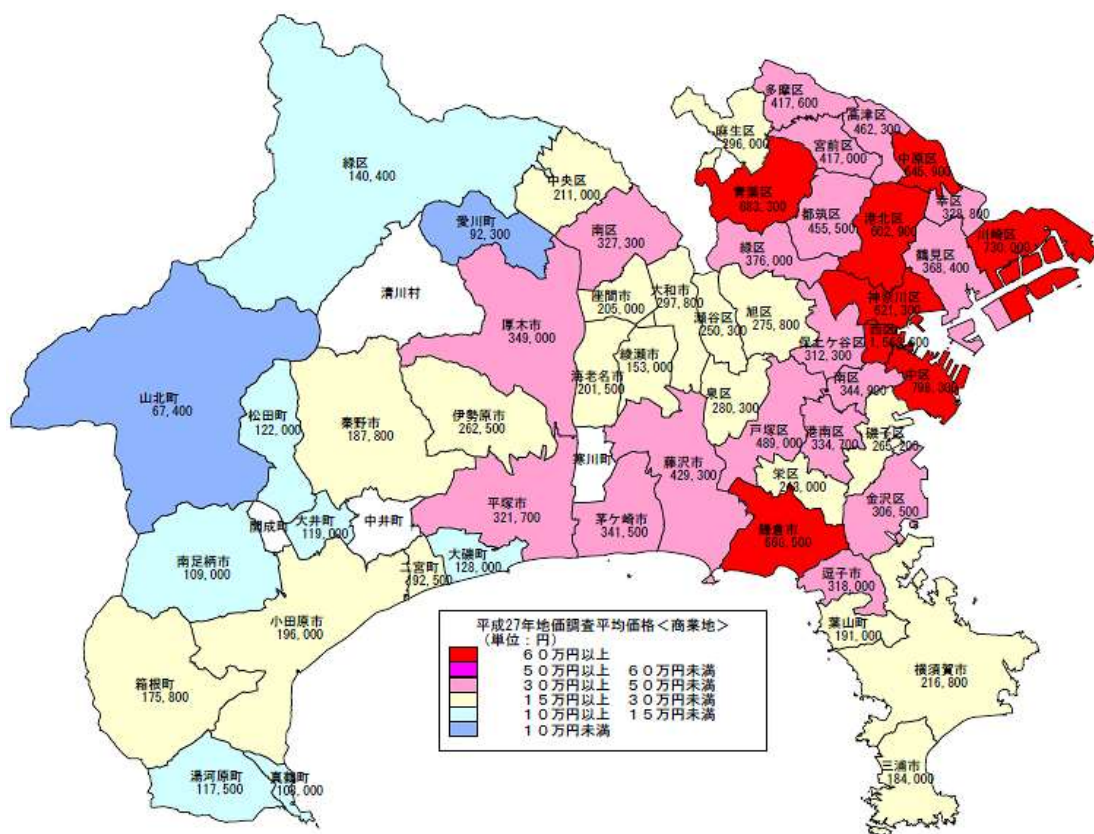 多摩区
417,600
高津区
462,300
麻生区
296,000
宮前区
417,000
中原区
645,900
緑区
140,400
中央区
211,000
青葉区
683,300
幸区
328,800
都筑区
455,500
港北区
602,900
川崎区
730,000
愛川町
92,300
南区
327,300
緑区
376,000
鶴見区
368,400
清川村
座間市
205,000
大和市
297,800
瀬谷区
250,300
旭区
275,800
神奈川区
621,300
厚木市
349,000
西区
保土ケ谷区
312,300
綾瀬市
153,000
海老名市
201,500
南区
中区
山北町
67,400
松田町
122,000
秦野市
187,800
伊勢原市
262,500
泉区
280,300
戸塚区
489,000
港南区
334,700
磯子区
265,200
寒川町
藤沢市
429,300
栄区
平塚市
321,700
茅ケ崎市
341,500
金沢区
306,500
開成町
大井町
119,000
中井町
鎌倉市
南足柄市
109,000
二宮町
大磯町
128,000
逗子市
318,000
小田原市
196,000
葉山町
191,000
箱根町
175,800
横須賀市
216,800
湯河原町
117,500
真鶴町
三浦市
184,000
平成27年地価調査平均価格<商業地>
(単位:円)
60万円以上
50万円以上 60万円未満
30万円以上 50万円未満
15万円以上 30万円未満
10万円以上 15万円未満
10万円未満